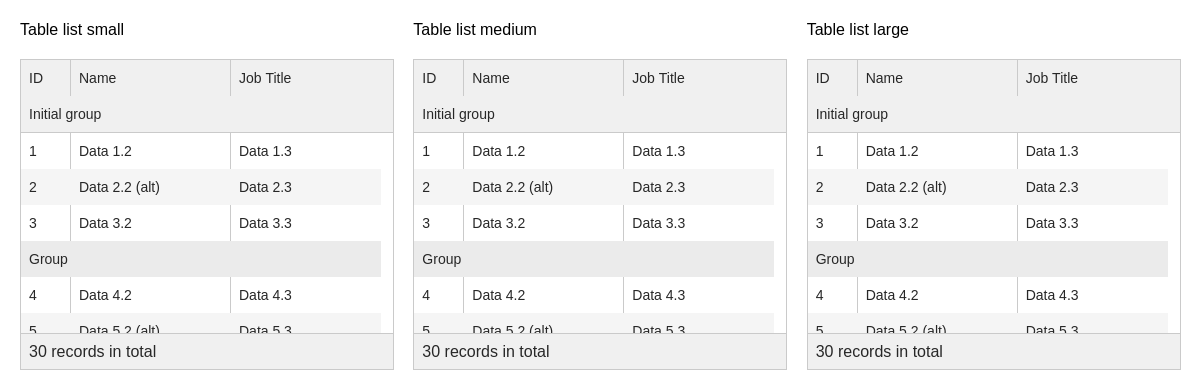 Table list small
ID Name Job Title
Initial group
1 Data 1.2 Data 1.3
2 Data 2.2 (alt) Data 2.3
3 Data 3.2 Data 3.3
Group
4 Data 4.2 Data 4.3
5 Data 5.2 (alt) Data 5.3
30 records in total
Table list medium
ID Name Job Title
Initial group
1 Data 1.2 Data 1.3
2 Data 2.2 (alt) Data 2.3
3 Data 3.2 Data 3.3
Group
4 Data 4.2 Data 4.3
5 Data 5.2 (alt) Data 5.3
30 records in total
Table list large
ID Name Job Title
Initial group
1 Data 1.2 Data 1.3
2 Data 2.2 (alt) Data 2.3
3 Data 3.2 Data 3.3
Group
4 Data 4.2 Data 4.3
5 Data 5.2 (alt) Data 5.3
30 records in total